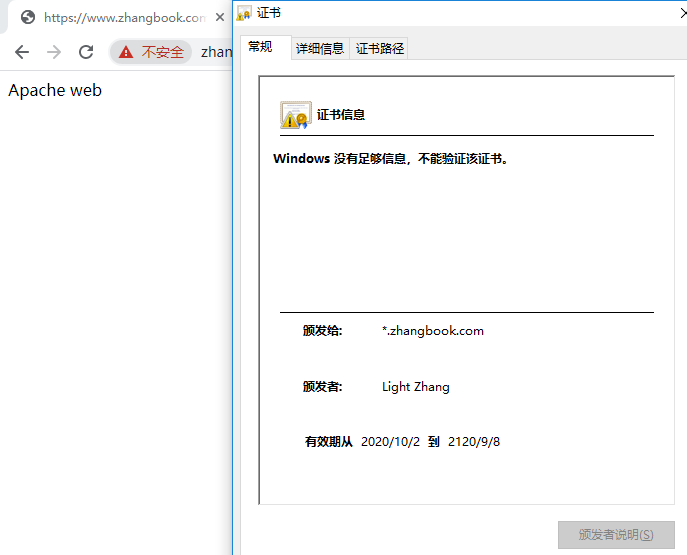 https://www.zhangbook.com
证书
不安全
zhan
常规
详细信息
证书路径
Apache web
证书信息
Windows 没有足够信息，不能验证该证书。
颁发给: *.zhangbook.com
颁发者: Light Zhang
有效期从 2020/10/2 到 2120/9/8
颁发者说明(S)